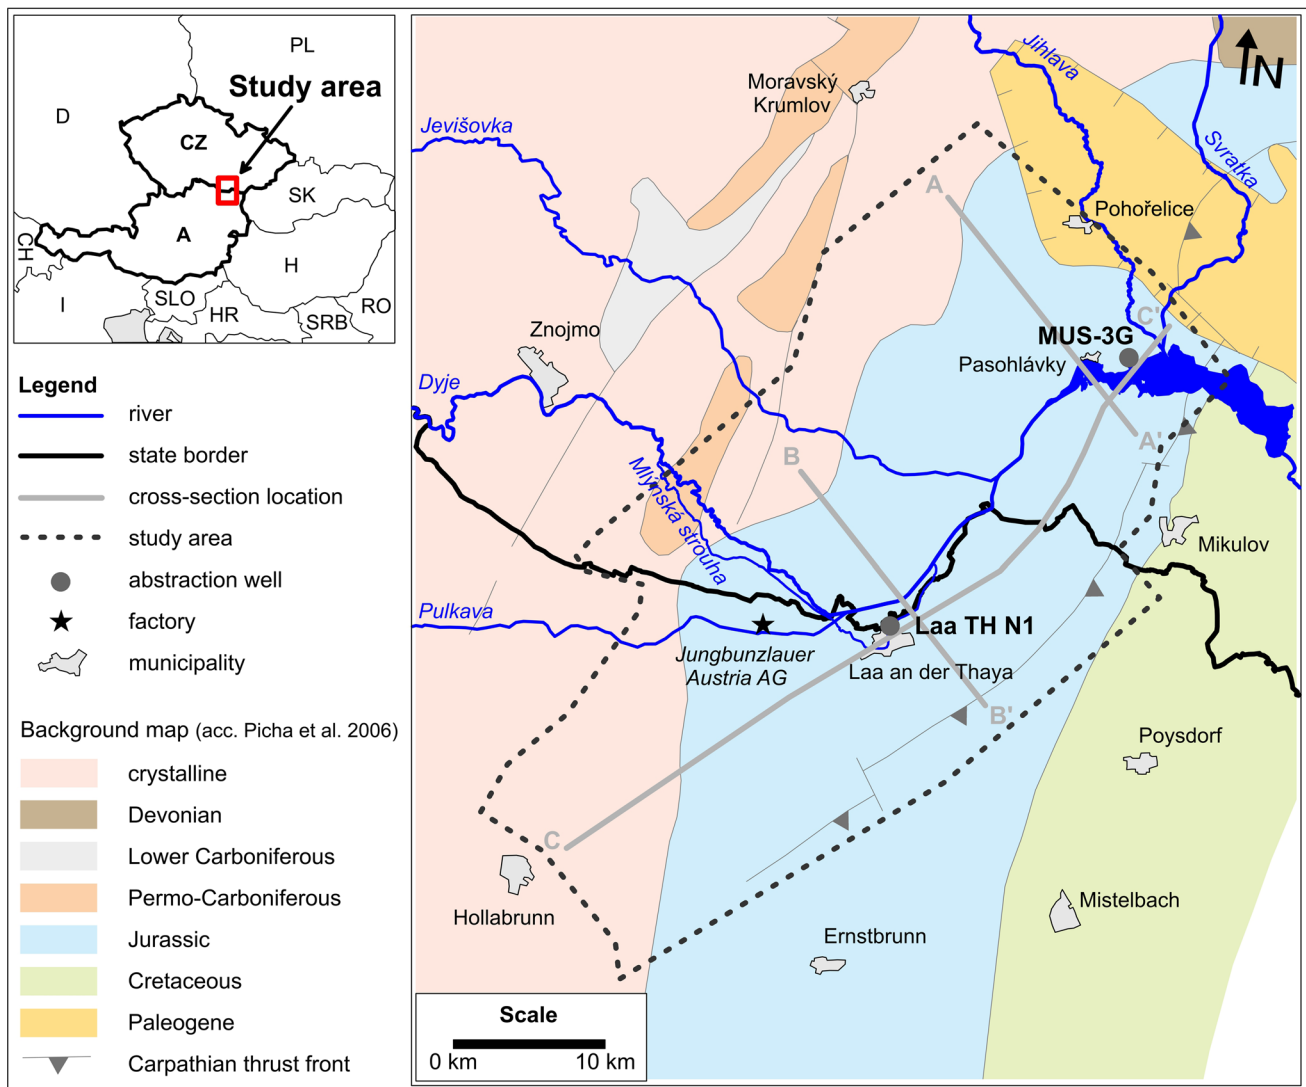 PL
Study area
D
CZ
SK
A
CH
H
I
SLO
HR
SRB
RO
Legend
river
state border
cross-section location
study area
abstraction well
factory
municipality
Background map (acc. Picha et al. 2006)
crystalline
Devonian
Lower Carboniferous
Permo-Carboniferous
Jurassic
Cretaceous
Paleogene
Carpathian thrust front
N
Jihlava
Moravský
Krumlov
Jevišovka
Svratka
A
Pohořelice
C'
Znojmo
MUS-3G
Pasohlávky
Dyje
A'
B
Mlýnská strouha
Mikulov
Pulkava
Laa TH N1
Jungbunzlauer
Austria AG
Laa an der Thaya
B'
Poysdorf
C
Hollabrunn
Mistelbach
Ernstbrunn
Scale
0 km
10 km